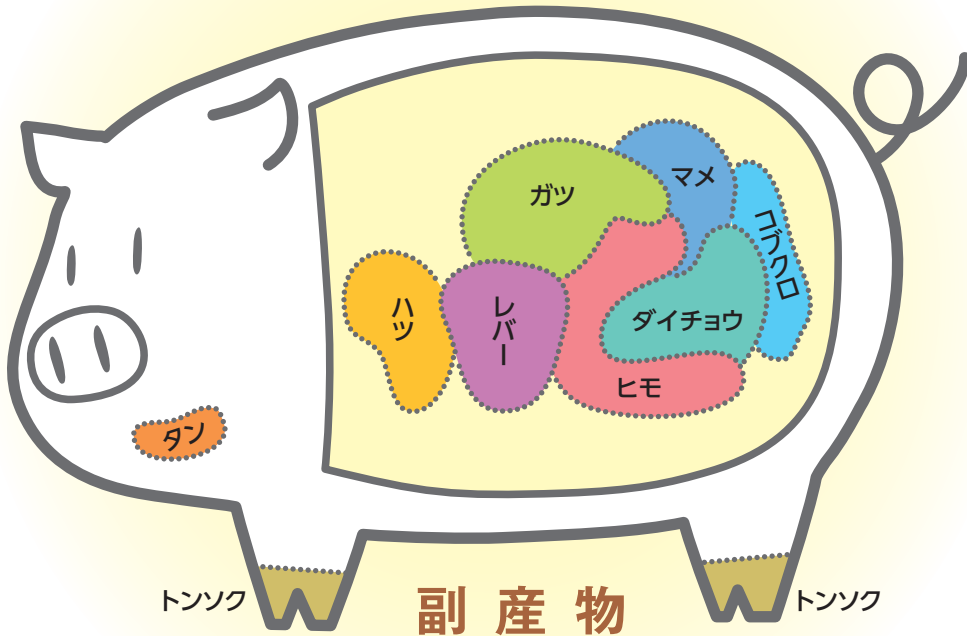 マメ
ガツ
コブクロ
ハツ
レバー
ダイチョウ
ヒモ
タン
トンソク
トンソク
副産物